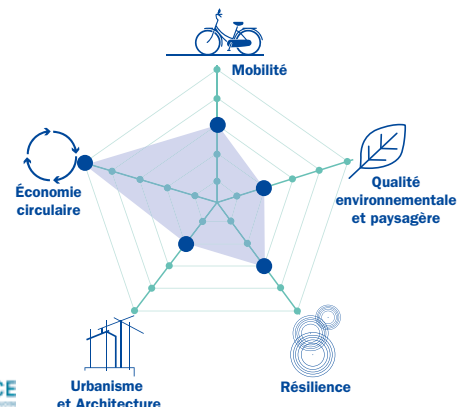 Mobilité
Économie
circulaire
Qualité
environnementale
et paysagère
Urbanisme
et Architecture
Résilience